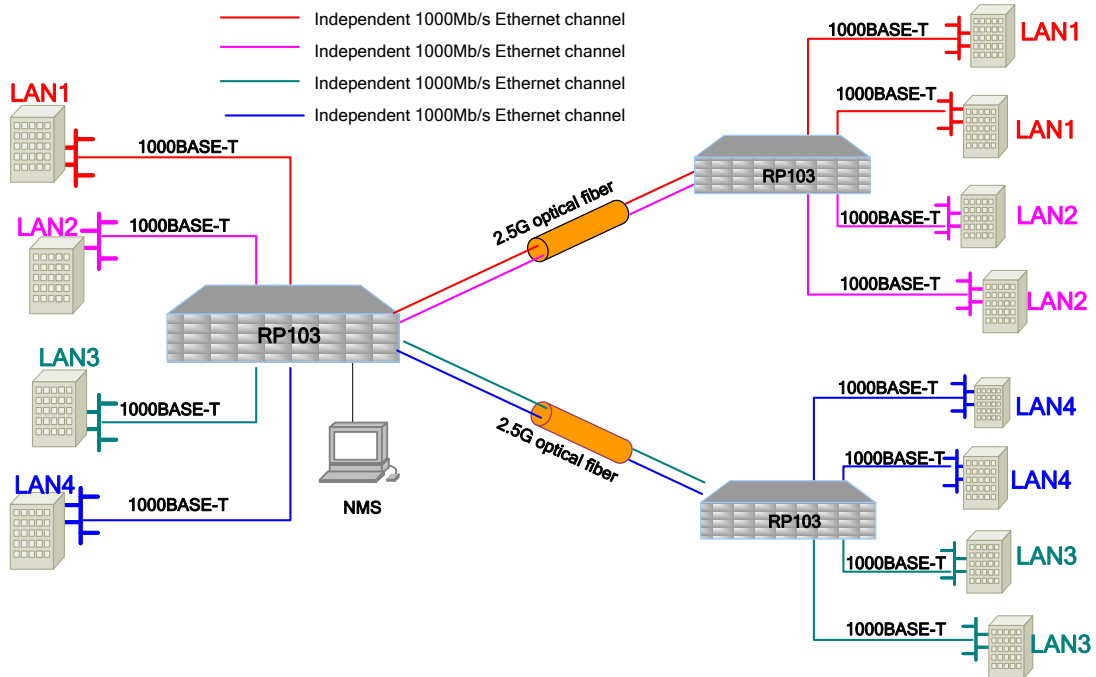 Independent 1000Mb/s Ethernet channel
Independent 1000Mb/s Ethernet channel
Independent 1000Mb/s Ethernet channel
Independent 1000Mb/s Ethernet channel
LAN1
1000BASE-T
LAN2
1000BASE-T
RP103
LAN3
1000BASE-T
LAN4
1000BASE-T
NMS
2.5G optical fiber
2.5G optical fiber
1000BASE-T
LAN1
1000BASE-T
LAN1
RP103
1000BASE-T
LAN2
1000BASE-T
LAN2
1000BASE-T
LAN4
1000BASE-T
LAN4
RP103
1000BASE-T
LAN3
1000BASE-T
LAN3